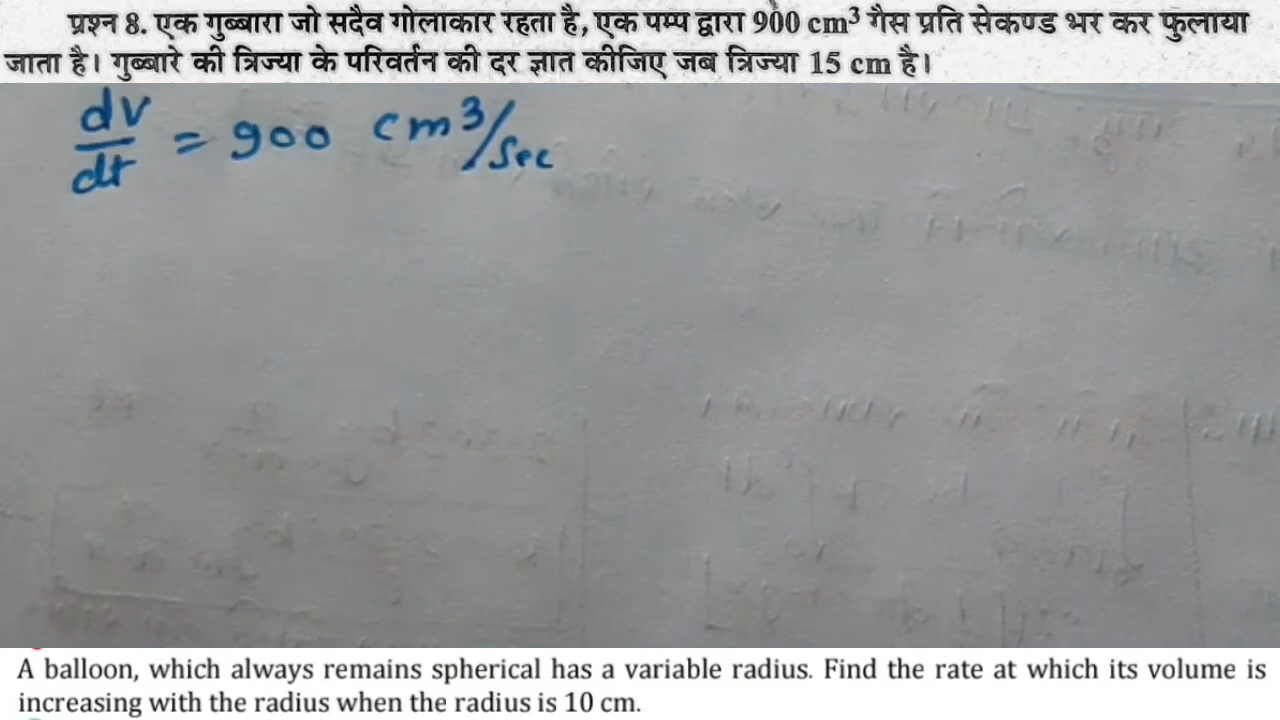 प्रश्न 8. एक गुब्बारा जो सदैव गोलाकार रहता है, एक पम्प द्वारा 900 cm³ गैस प्रति सेकण्ड भर कर फुलाया
जाता है। गुब्बारे की त्रिज्या के परिवर्तन की दर ज्ञात कीजिए जब त्रिज्या 15 cm है।
dv/dt = 900 cm³/sec
A balloon, which always remains spherical has a variable radius. Find the rate at which its volume is
increasing with the radius when the radius is 10 cm.